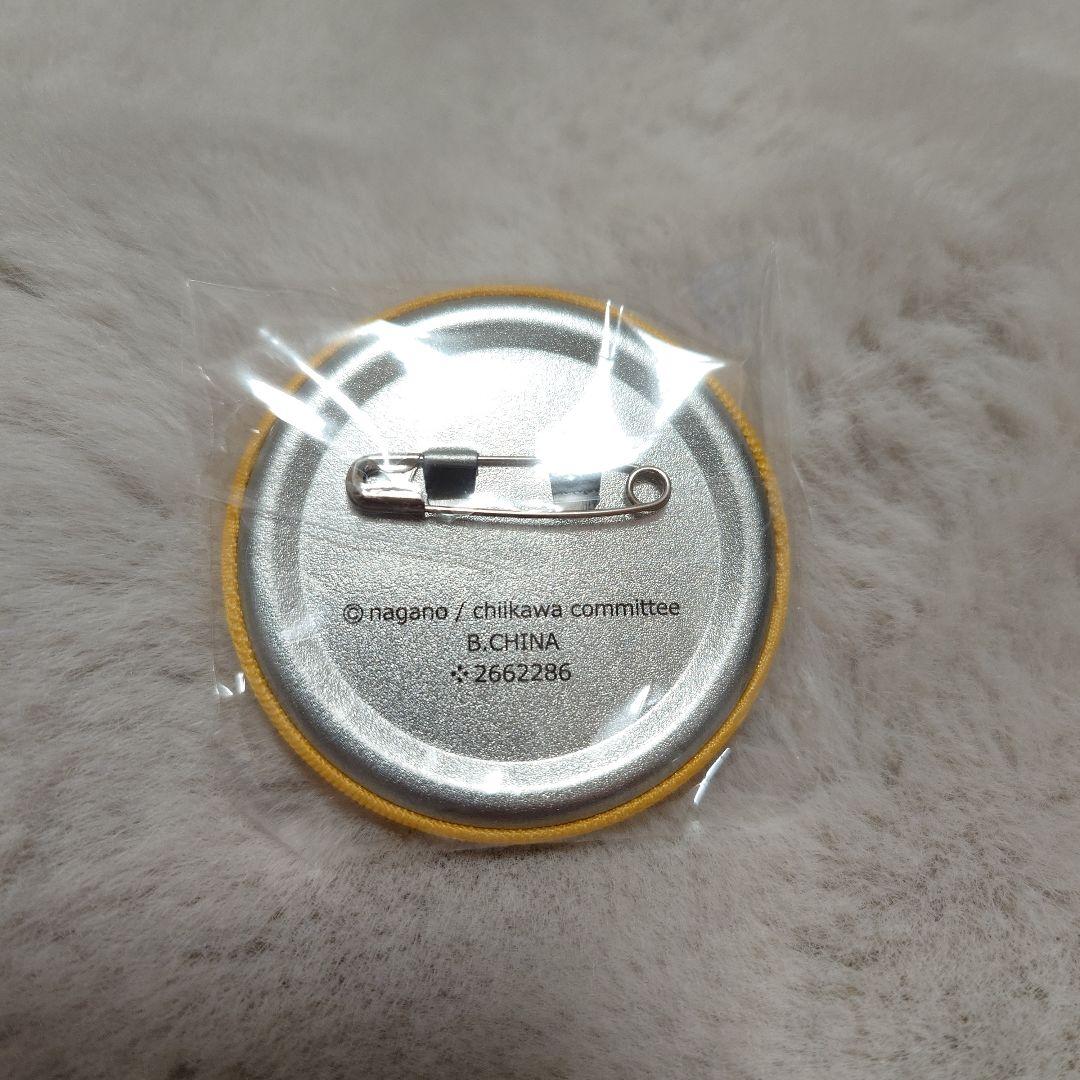 © nagano / chiikawa committee
B.CHINA
⁘2662286